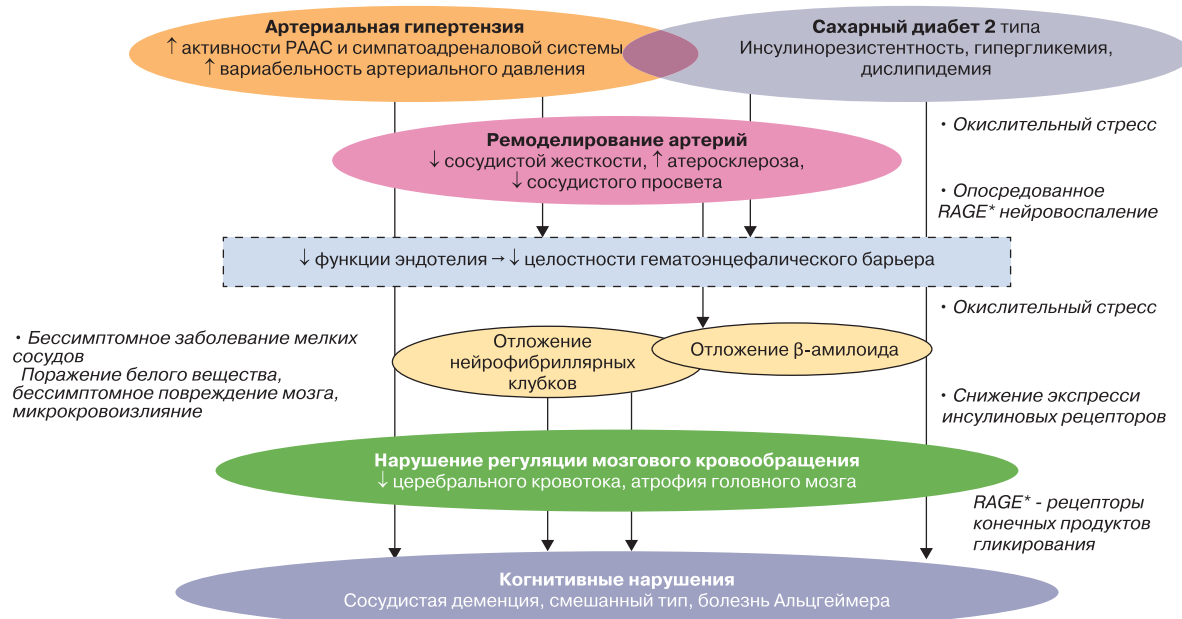 Артериальная гипертензия
↑ активности РААС и симпатоадреналовой системы
↑ вариабельность артериального давления
Сахарный диабет 2 типа
Инсулинорезистентность, гипергликемия,
дислипидемия
• Окислительный стресс
Ремоделирование артерий
↓ сосудистой жесткости, ↑ атеросклероза,
↓ сосудистого просвета
• Опосредованное
RAGE* нейровоспаление
↓ функции эндотелия → ↓ целостности гематоэнцефалического барьера
• Окислительный стресс
• Бессимптомное заболевание мелких
сосудов
Поражение белого вещества,
бессимптомное повреждение мозга,
микрокровоизлияние
Отложение
нейрофибриллярных
клубков
Отложение β-амилоида
• Снижение экспресси
инсулиновых рецепторов
Нарушение регуляции мозгового кровообращения
↓ церебрального кровотока, атрофия головного мозга
RAGE* - рецепторы
конечных продуктов
гликирования
Когнитивные нарушения
Сосудистая деменция, смешанный тип, болезнь Альцгеймера